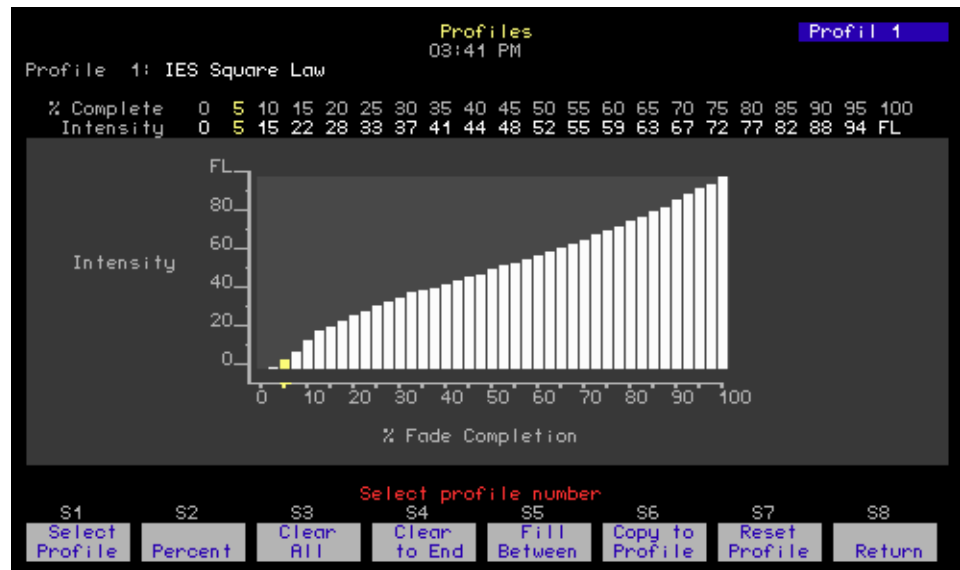 Profiles
Profil 1
03:41 PM
Profile 1: IES Square Law
% Complete 0 5 10 15 20 25 30 35 40 45 50 55 60 65 70 75 80 85 90 95 100
Intensity 0 5 15 22 28 33 37 41 44 48 52 55 59 63 67 72 77 82 88 94 FL
FL
80
60
Intensity
40
20
0
0 10 20 30 40 50 60 70 80 90 100
% Fade Completion
Select profile number
S1 S2 S3 S4 S5 S6 S7 S8
Select Clear Clear Fill Copy to Reset
Profile Percent All to End Between Profile Profile Return